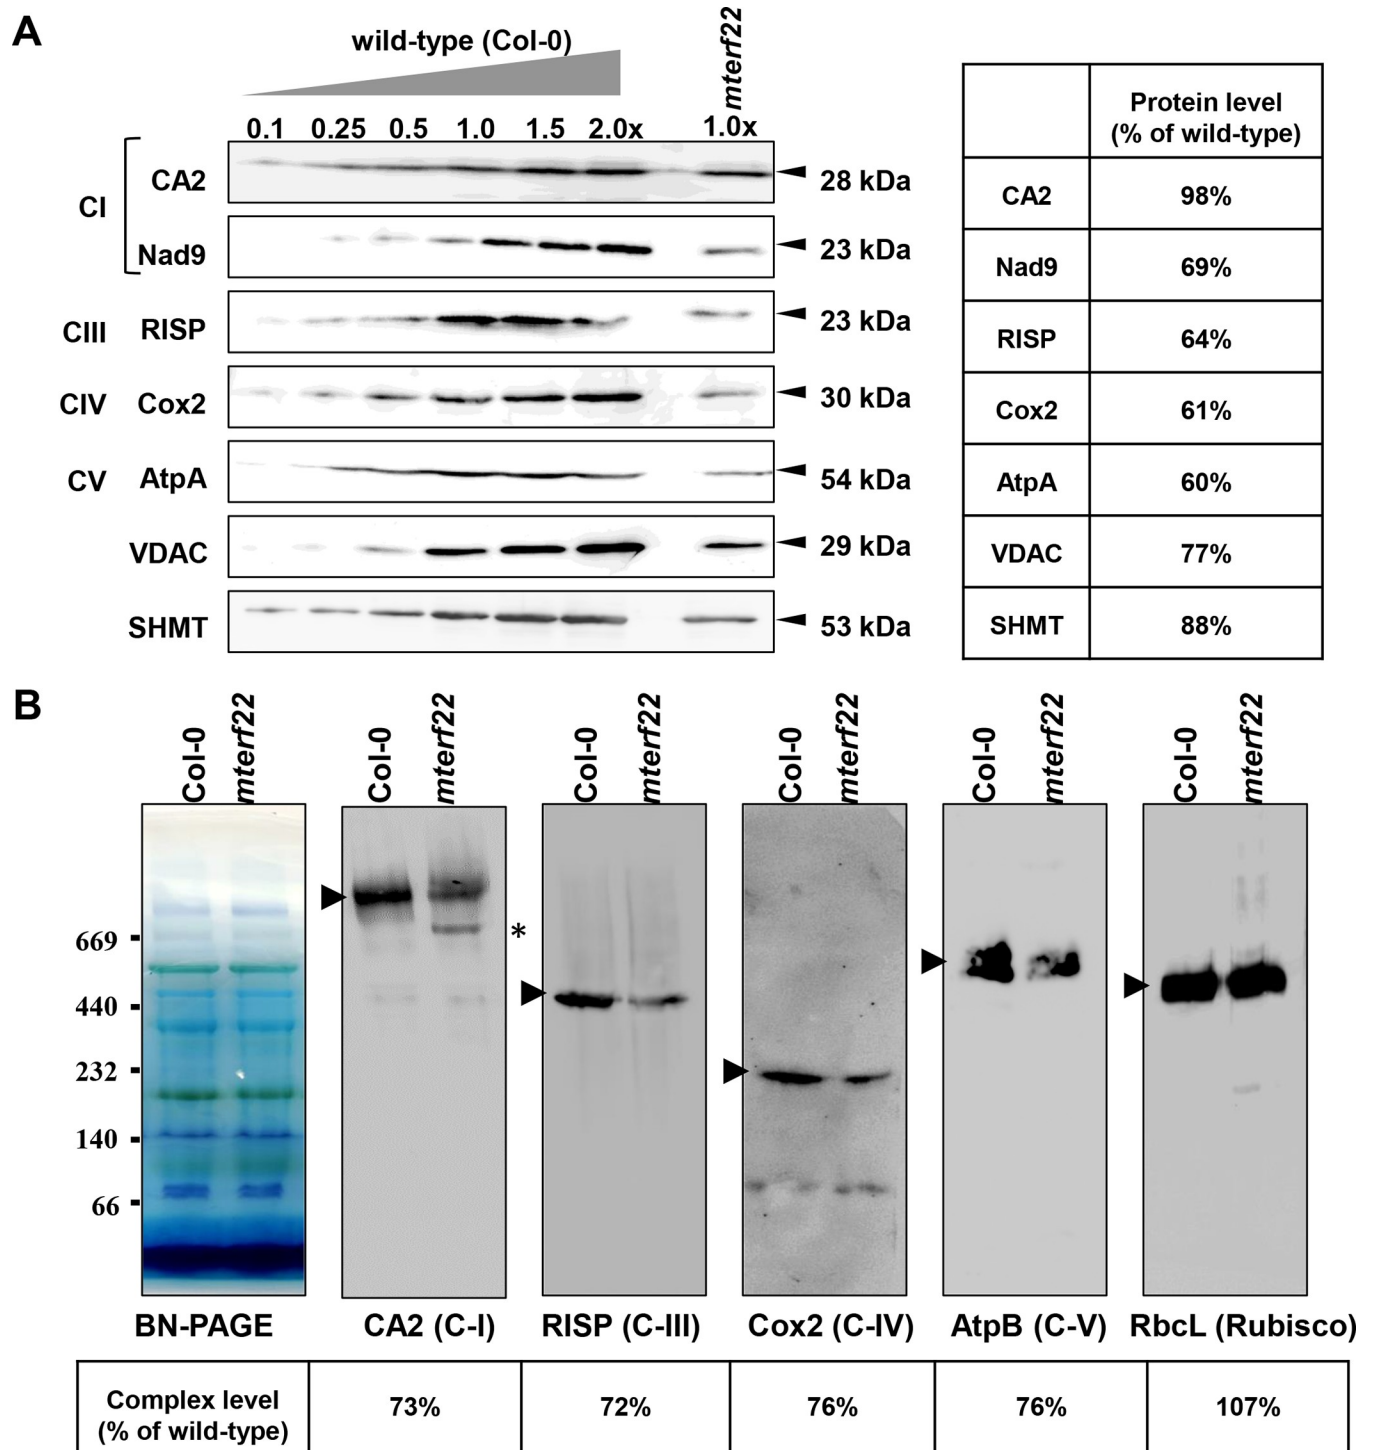 A
wild-type (Col-0)
mterf22
0.1 0.25 0.5 1.0 1.5 2.0x 1.0x
CI
CA2
28 kDa
Nad9
23 kDa
CIII RISP
23 kDa
CIV Cox2
30 kDa
CV AtpA
54 kDa
VDAC
29 kDa
SHMT
53 kDa
Protein level
(% of wild-type)
CA2 98%
Nad9 69%
RISP 64%
Cox2 61%
AtpA 60%
VDAC 77%
SHMT 88%
B
Col-0 mterf22 Col-0 mterf22 Col-0 mterf22 Col-0 mterf22 Col-0 mterf22 Col-0 mterf22
669
440
232
140
66
*
BN-PAGE CA2 (C-I) RISP (C-III) Cox2 (C-IV) AtpB (C-V) RbcL (Rubisco)
Complex level
(% of wild-type)
73% 72% 76% 76% 107%